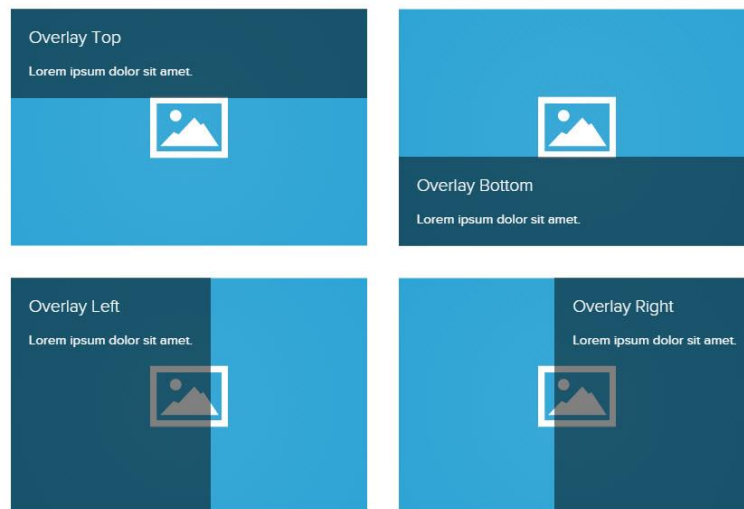 Overlay Top
Lorem ipsum dolor sit amet.
Overlay Bottom
Lorem ipsum dolor sit amet.
Overlay Left
Lorem ipsum dolor sit amet.
Overlay Right
Lorem ipsum dolor sit amet.